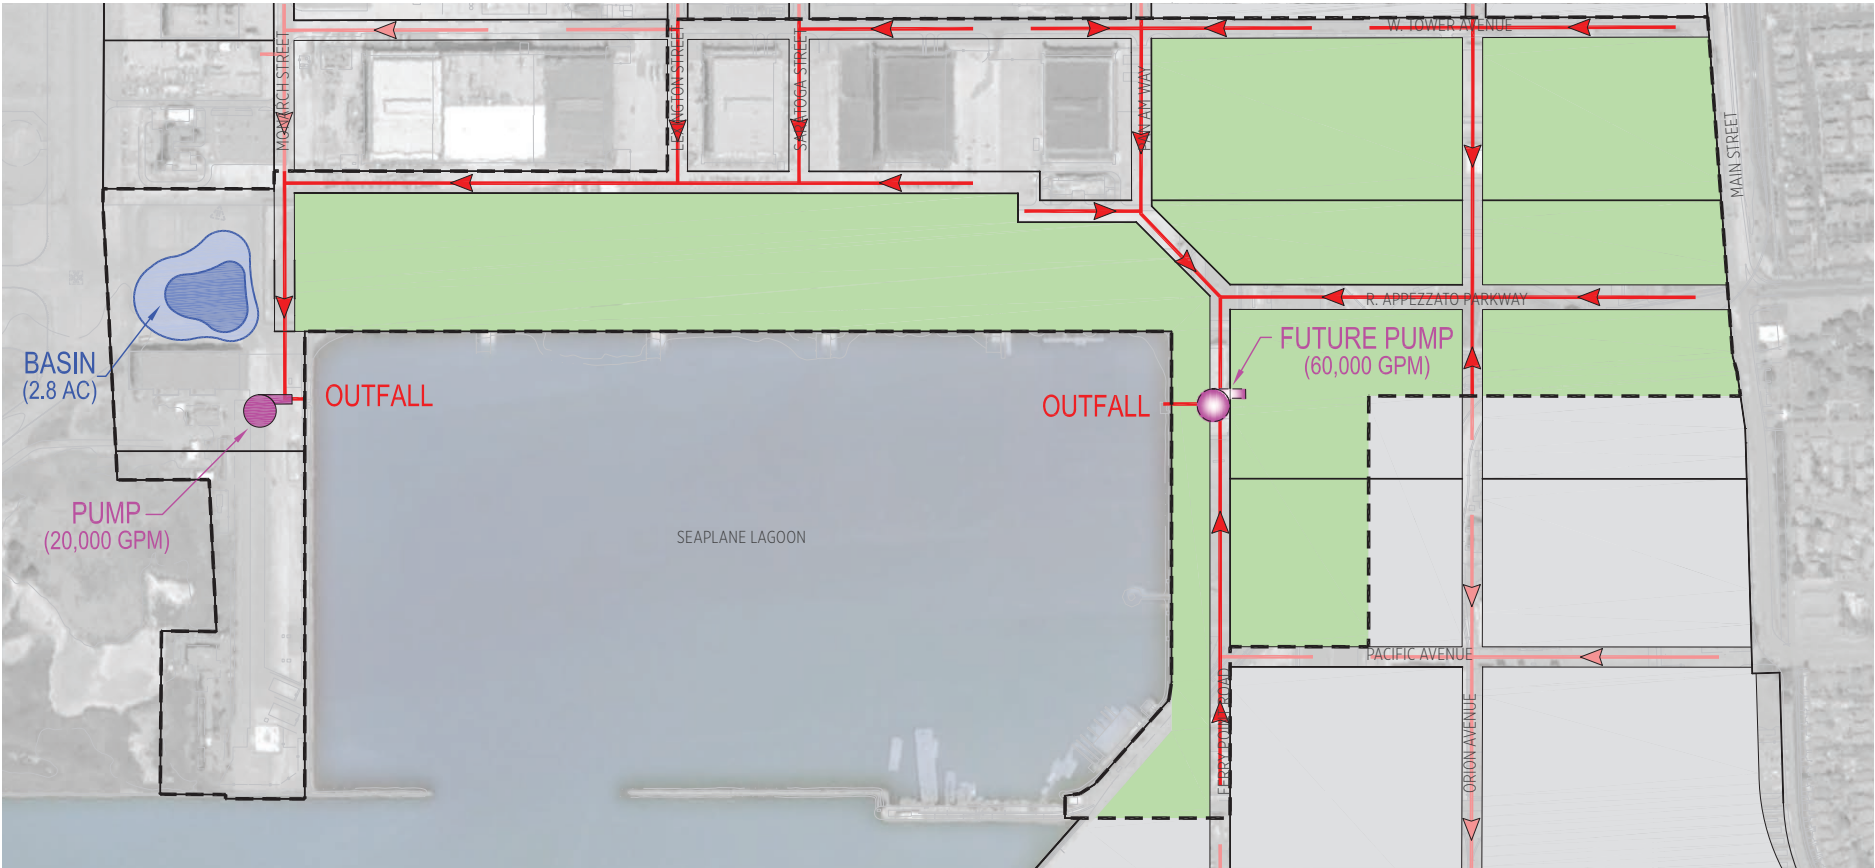 W. TOWER AVENUE
MONARCH STREET
LEXINGTON STREET
SARATOGA STREET
PAN AM WAY
MAIN STREET
R. APPEZZATO PARKWAY
BASIN
(2.8 AC)
OUTFALL
OUTFALL
FUTURE PUMP
(60,000 GPM)
PUMP
(20,000 GPM)
SEAPLANE LAGOON
PACIFIC AVENUE
FERRY POINT ROAD
ORION AVENUE